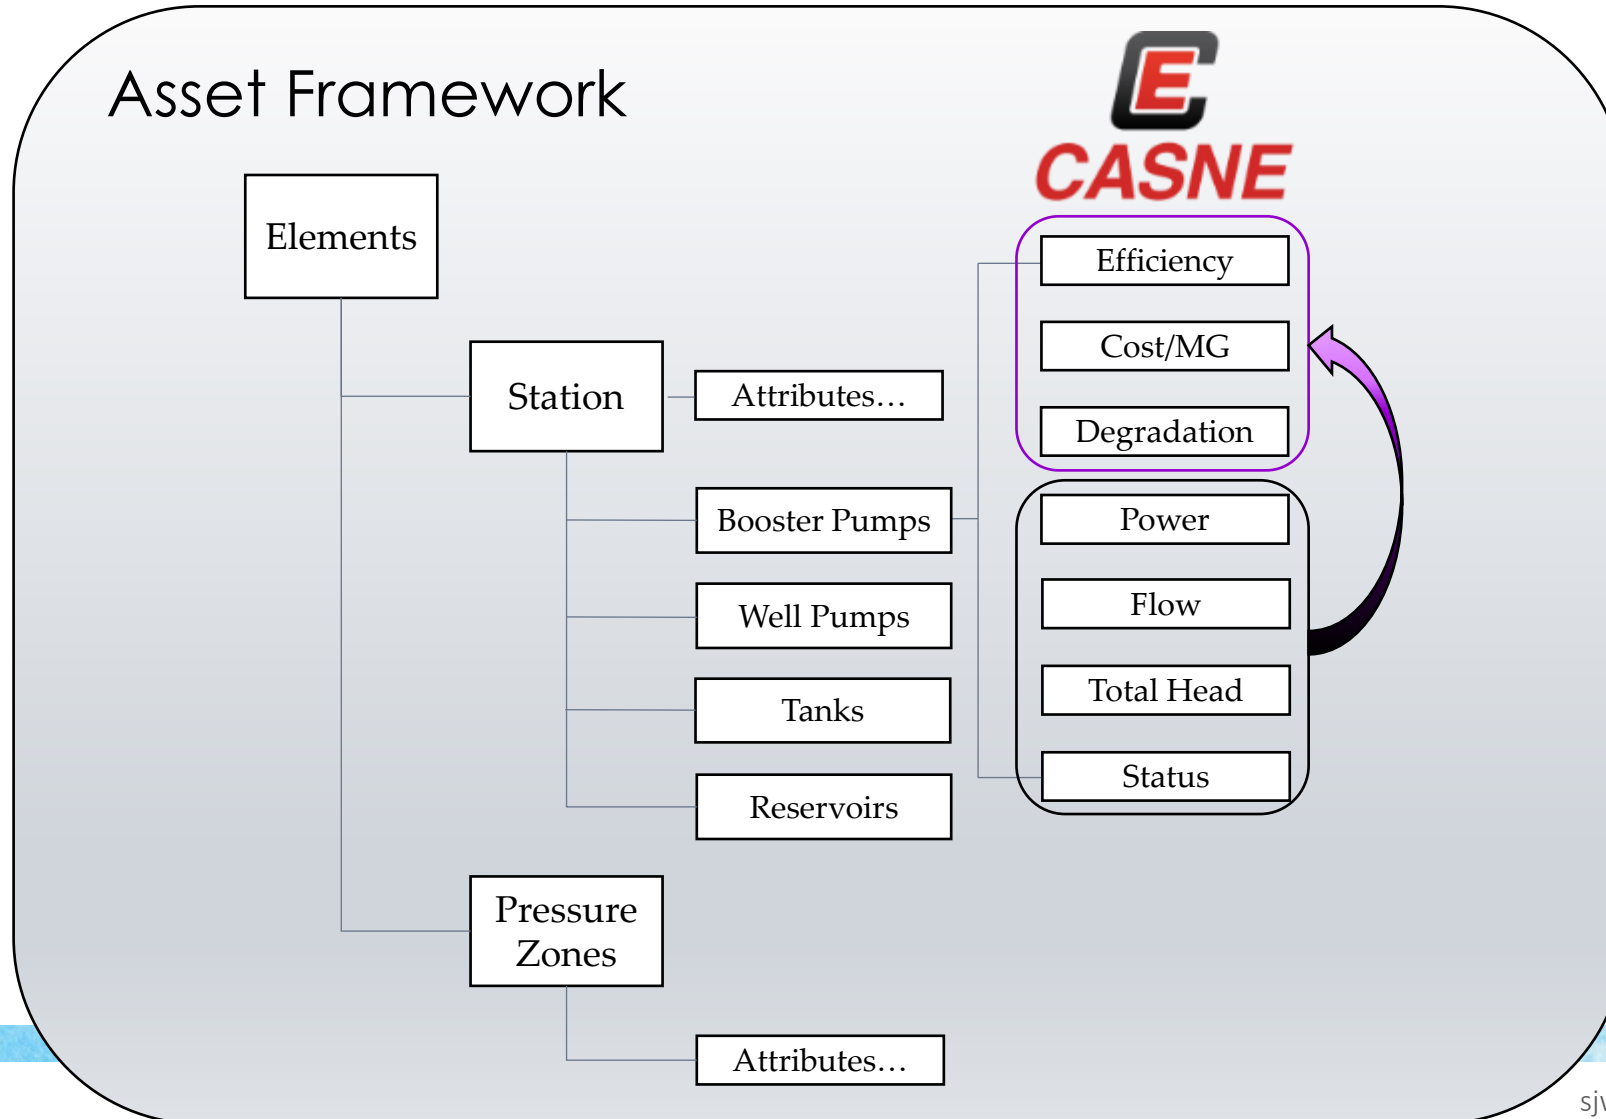 Asset Framework
E
CASNE
Elements
Station
Attributes...
Booster Pumps
Well Pumps
Tanks
Reservoirs
Pressure
Zones
Attributes...
Efficiency
Cost/MG
Degradation
Power
Flow
Total Head
Status